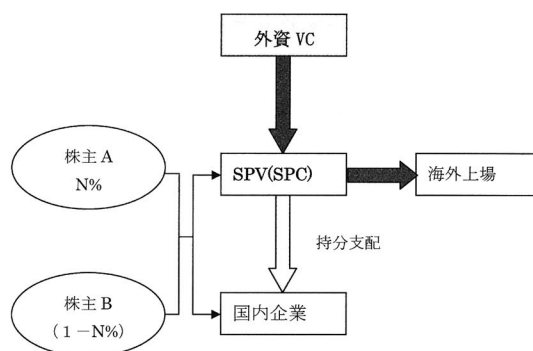 外資 VC
株主 A
N%
SPV(SPC)
海外上場
持分支配
株主 B
(1－N%)
国内企業